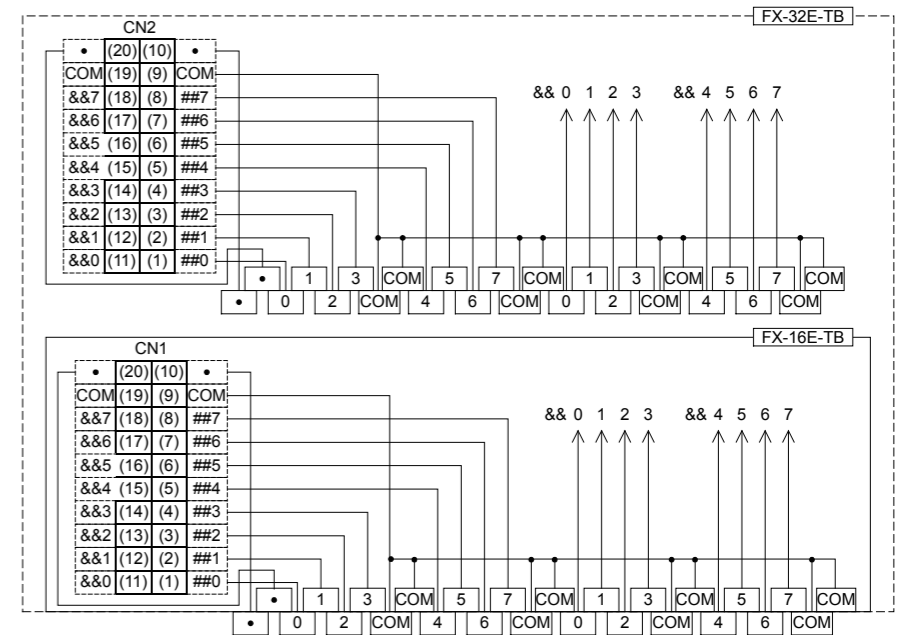 FX-32E-TB
CN2
• (20) (10) •
COM (19) (9) COM
&&7 (18) (8) ##7
&&6 (17) (7) ##6
&&5 (16) (6) ##5
&&4 (15) (5) ##4
&&3 (14) (4) ##3
&&2 (13) (3) ##2
&&1 (12) (2) ##1
&&0 (11) (1) ##0
&& 0 1 2 3 && 4 5 6 7
• 1 3 COM 5 7 COM 1 3 COM 5 7 COM
• 0 2 COM 4 6 COM 0 2 COM 4 6 COM
FX-16E-TB
CN1
• (20) (10) •
COM (19) (9) COM
&&7 (18) (8) ##7
&&6 (17) (7) ##6
&&5 (16) (6) ##5
&&4 (15) (5) ##4
&&3 (14) (4) ##3
&&2 (13) (3) ##2
&&1 (12) (2) ##1
&&0 (11) (1) ##0
&& 0 1 2 3 && 4 5 6 7
• 1 3 COM 5 7 COM 1 3 COM 5 7 COM
• 0 2 COM 4 6 COM 0 2 COM 4 6 COM